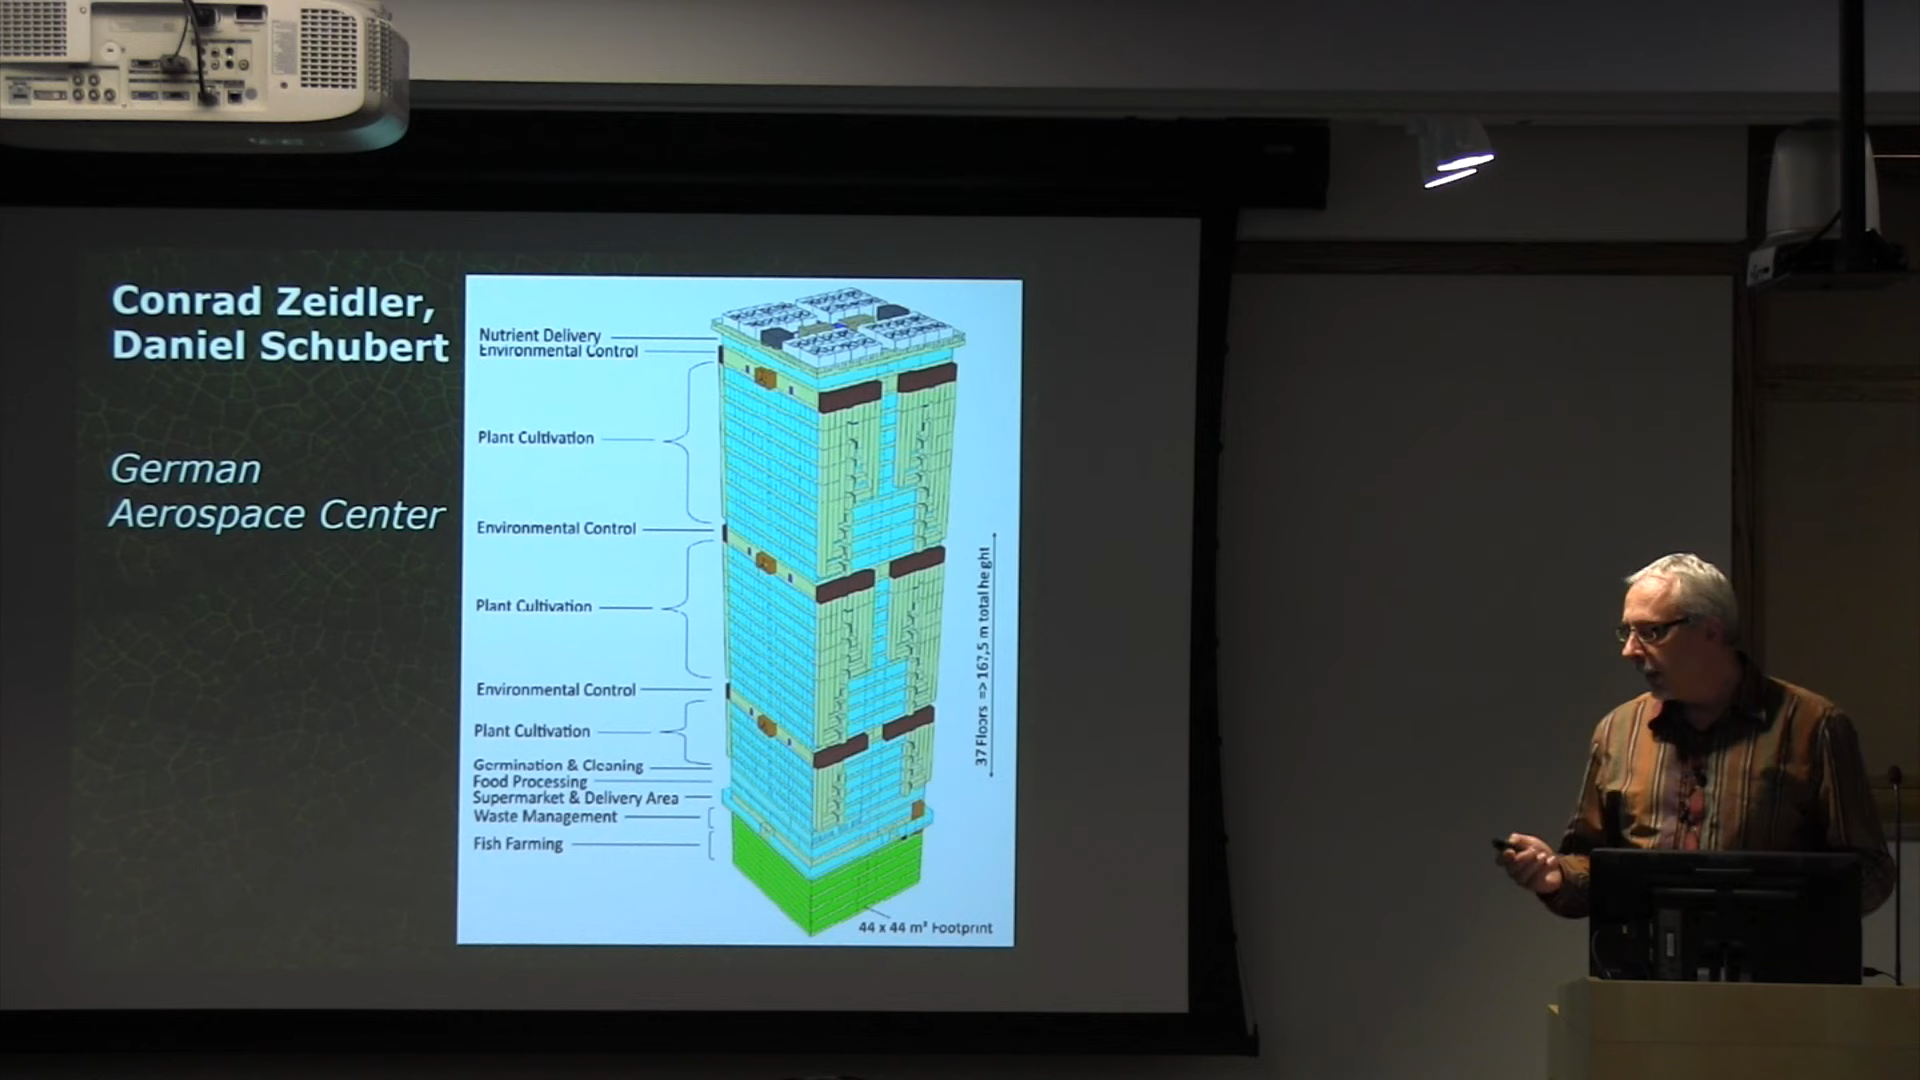 Conrad Zeidler,
Daniel Schubert
German
Aerospace Center
Nutrient Delivery
Environmental Control
Plant Cultivation
Environmental Control
Plant Cultivation
Environmental Control
Plant Cultivation
Germination & Cleaning
Food Processing
Supermarket & Delivery Area
Waste Management
Fish Farming
37 Floors => 167,5 m total height
44 x 44 m² Footprint